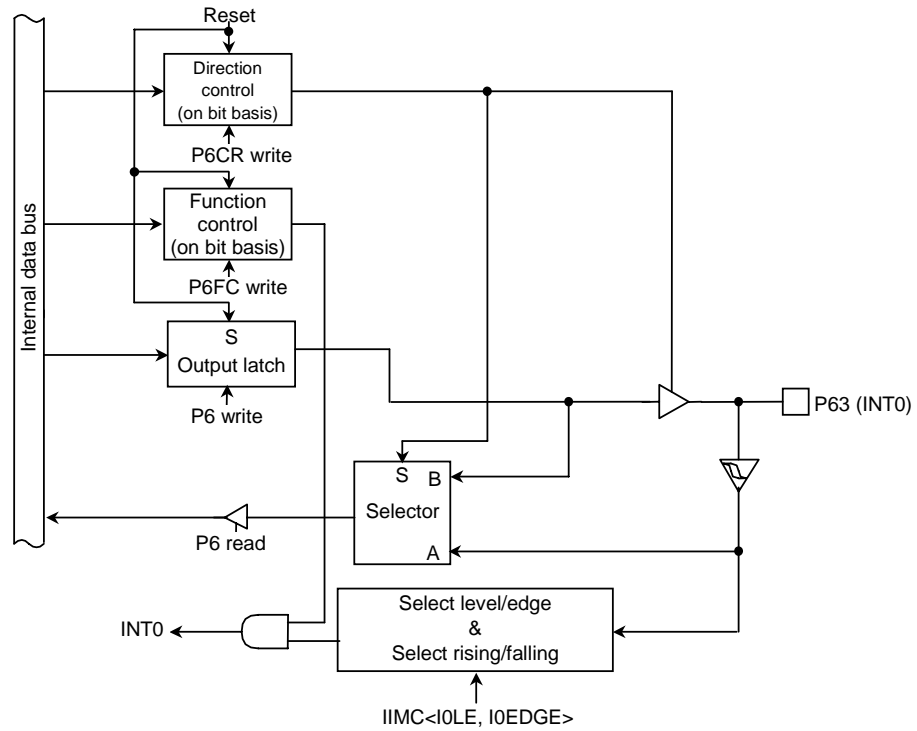 Reset
Direction
control
(on bit basis)
P6CR write
Function
control
(on bit basis)
P6FC write
Internal data bus
S
Output latch
P6 write
P63 (INT0)
S
B
Selector
A
P6 read
Select level/edge
&
Select rising/falling
INT0
IIMC<I0LE, I0EDGE>